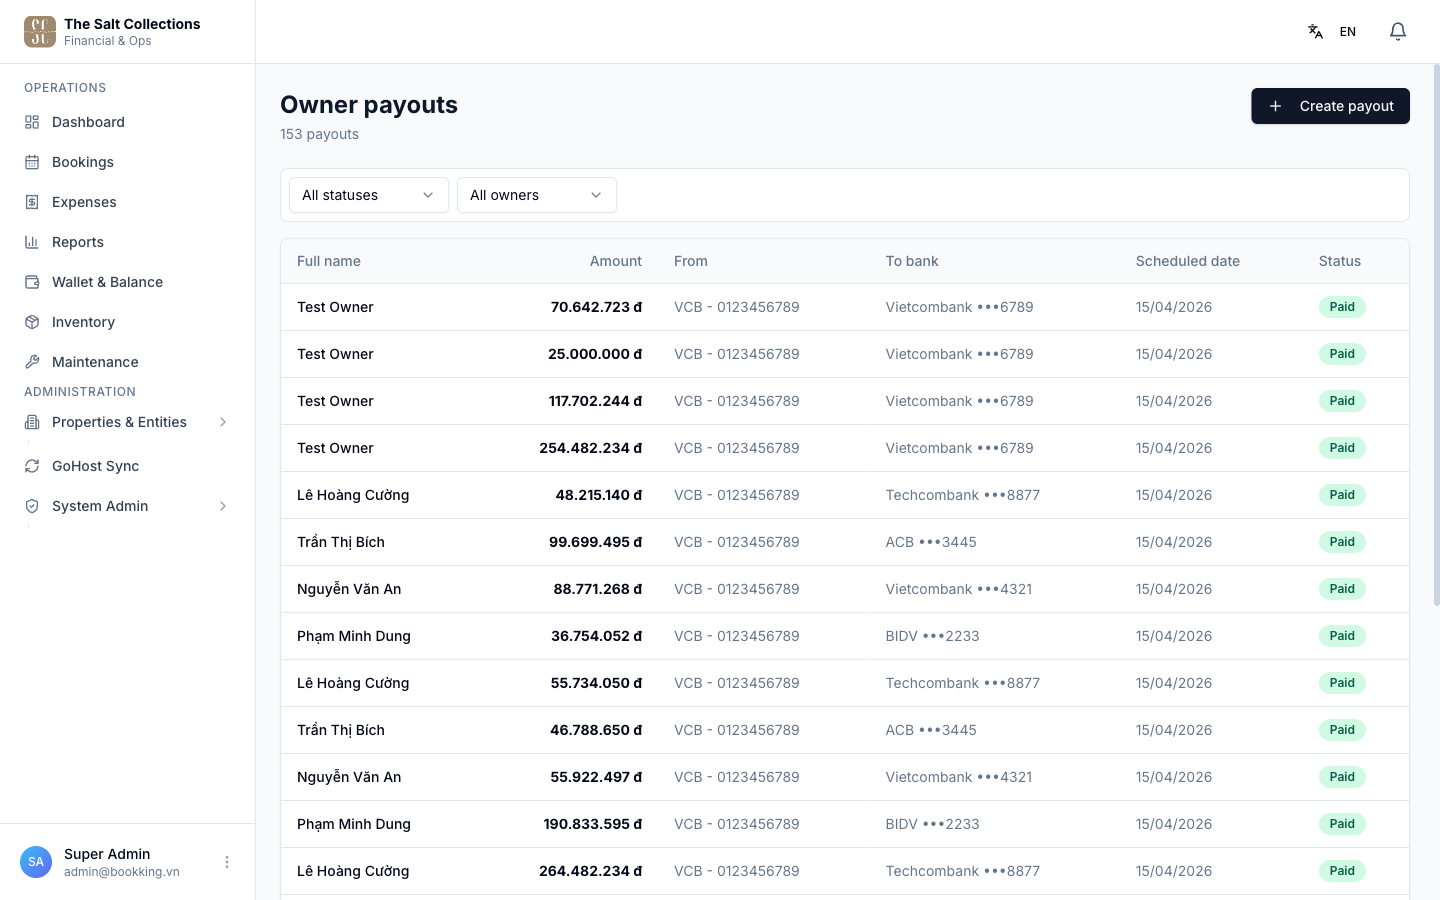 The Salt Collections
Financial & Ops
EN
OPERATIONS
Dashboard
Bookings
Expenses
Reports
Wallet & Balance
Inventory
Maintenance
ADMINISTRATION
Properties & Entities
GoHost Sync
System Admin
SA
Super Admin
admin@bookking.vn
Owner payouts
153 payouts
Create payout
All statuses
All owners
Full name Amount From To bank Scheduled date Status
Test Owner 70.642.723 đ VCB - 0123456789 Vietcombank •••6789 15/04/2026 Paid
Test Owner 25.000.000 đ VCB - 0123456789 Vietcombank •••6789 15/04/2026 Paid
Test Owner 117.702.244 đ VCB - 0123456789 Vietcombank •••6789 15/04/2026 Paid
Test Owner 254.482.234 đ VCB - 0123456789 Vietcombank •••6789 15/04/2026 Paid
Lê Hoàng Cường 48.215.140 đ VCB - 0123456789 Techcombank •••8877 15/04/2026 Paid
Trần Thị Bích 99.699.495 đ VCB - 0123456789 ACB •••3445 15/04/2026 Paid
Nguyễn Văn An 88.771.268 đ VCB - 0123456789 Vietcombank •••4321 15/04/2026 Paid
Phạm Minh Dung 36.754.052 đ VCB - 0123456789 BIDV •••2233 15/04/2026 Paid
Lê Hoàng Cường 55.734.050 đ VCB - 0123456789 Techcombank •••8877 15/04/2026 Paid
Trần Thị Bích 46.788.650 đ VCB - 0123456789 ACB •••3445 15/04/2026 Paid
Nguyễn Văn An 55.922.497 đ VCB - 0123456789 Vietcombank •••4321 15/04/2026 Paid
Phạm Minh Dung 190.833.595 đ VCB - 0123456789 BIDV •••2233 15/04/2026 Paid
Lê Hoàng Cường 264.482.234 đ VCB - 0123456789 Techcombank •••8877 15/04/2026 Paid